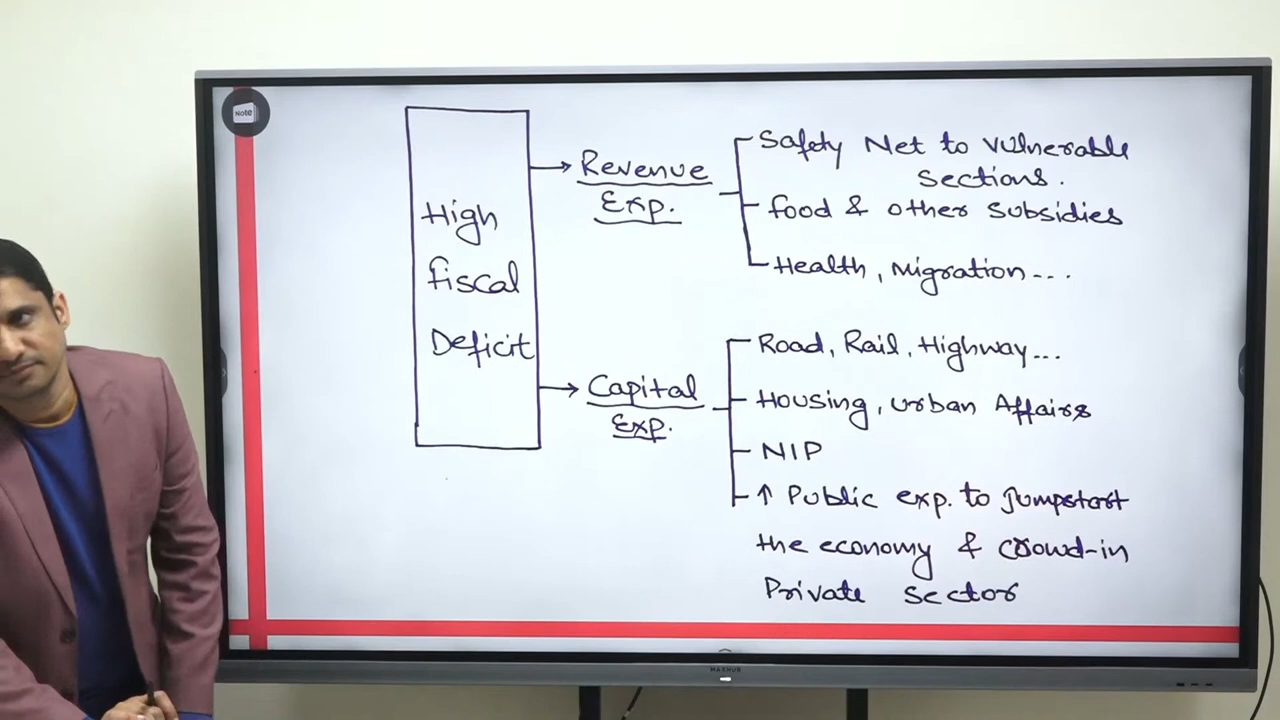 Note
High
Fiscal
Deficit
Revenue
Exp.
Safety Net to vulnerable
sections.
Food & other subsidies
Health, Migration...
Capital
Exp.
Road, Rail, Highway...
Housing, Urban Affairs
NIP
↑ Public exp. to Jumpstart
the economy & crowd-in
Private sector
MAXHUB